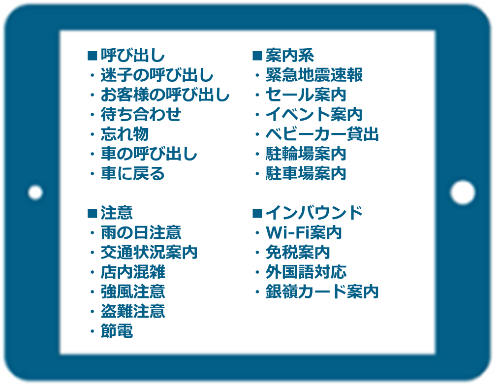 ■呼び出し
・迷子の呼び出し
・お客様の呼び出し
・待ち合わせ
・忘れ物
・車の呼び出し
・車に戻る
■案内系
・緊急地震速報
・セール案内
・イベント案内
・ベビーカー貸出
・駐輪場案内
・駐車場案内
■注意
・雨の日注意
・交通状況案内
・店内混雑
・強風注意
・盗難注意
・節電
■インバウンド
・Wi-Fi案内
・免税案内
・外国語対応
・銀嶺カード案内